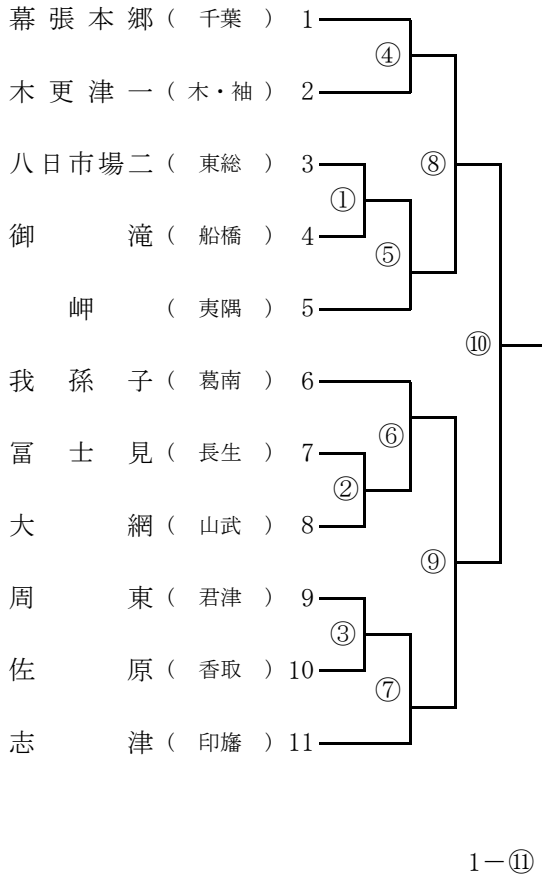 幕張本郷（千葉）1
④
木更津一（木・袖）2
八日市場二（東総）3
⑧
①
御滝（船橋）4
⑤
岬（夷隅）5
⑩
我孫子（葛南）6
⑥
冨士見（長生）7
②
大網（山武）8
⑨
周東（君津）9
③
佐原（香取）10
⑦
志津（印旛）11
1－⑪